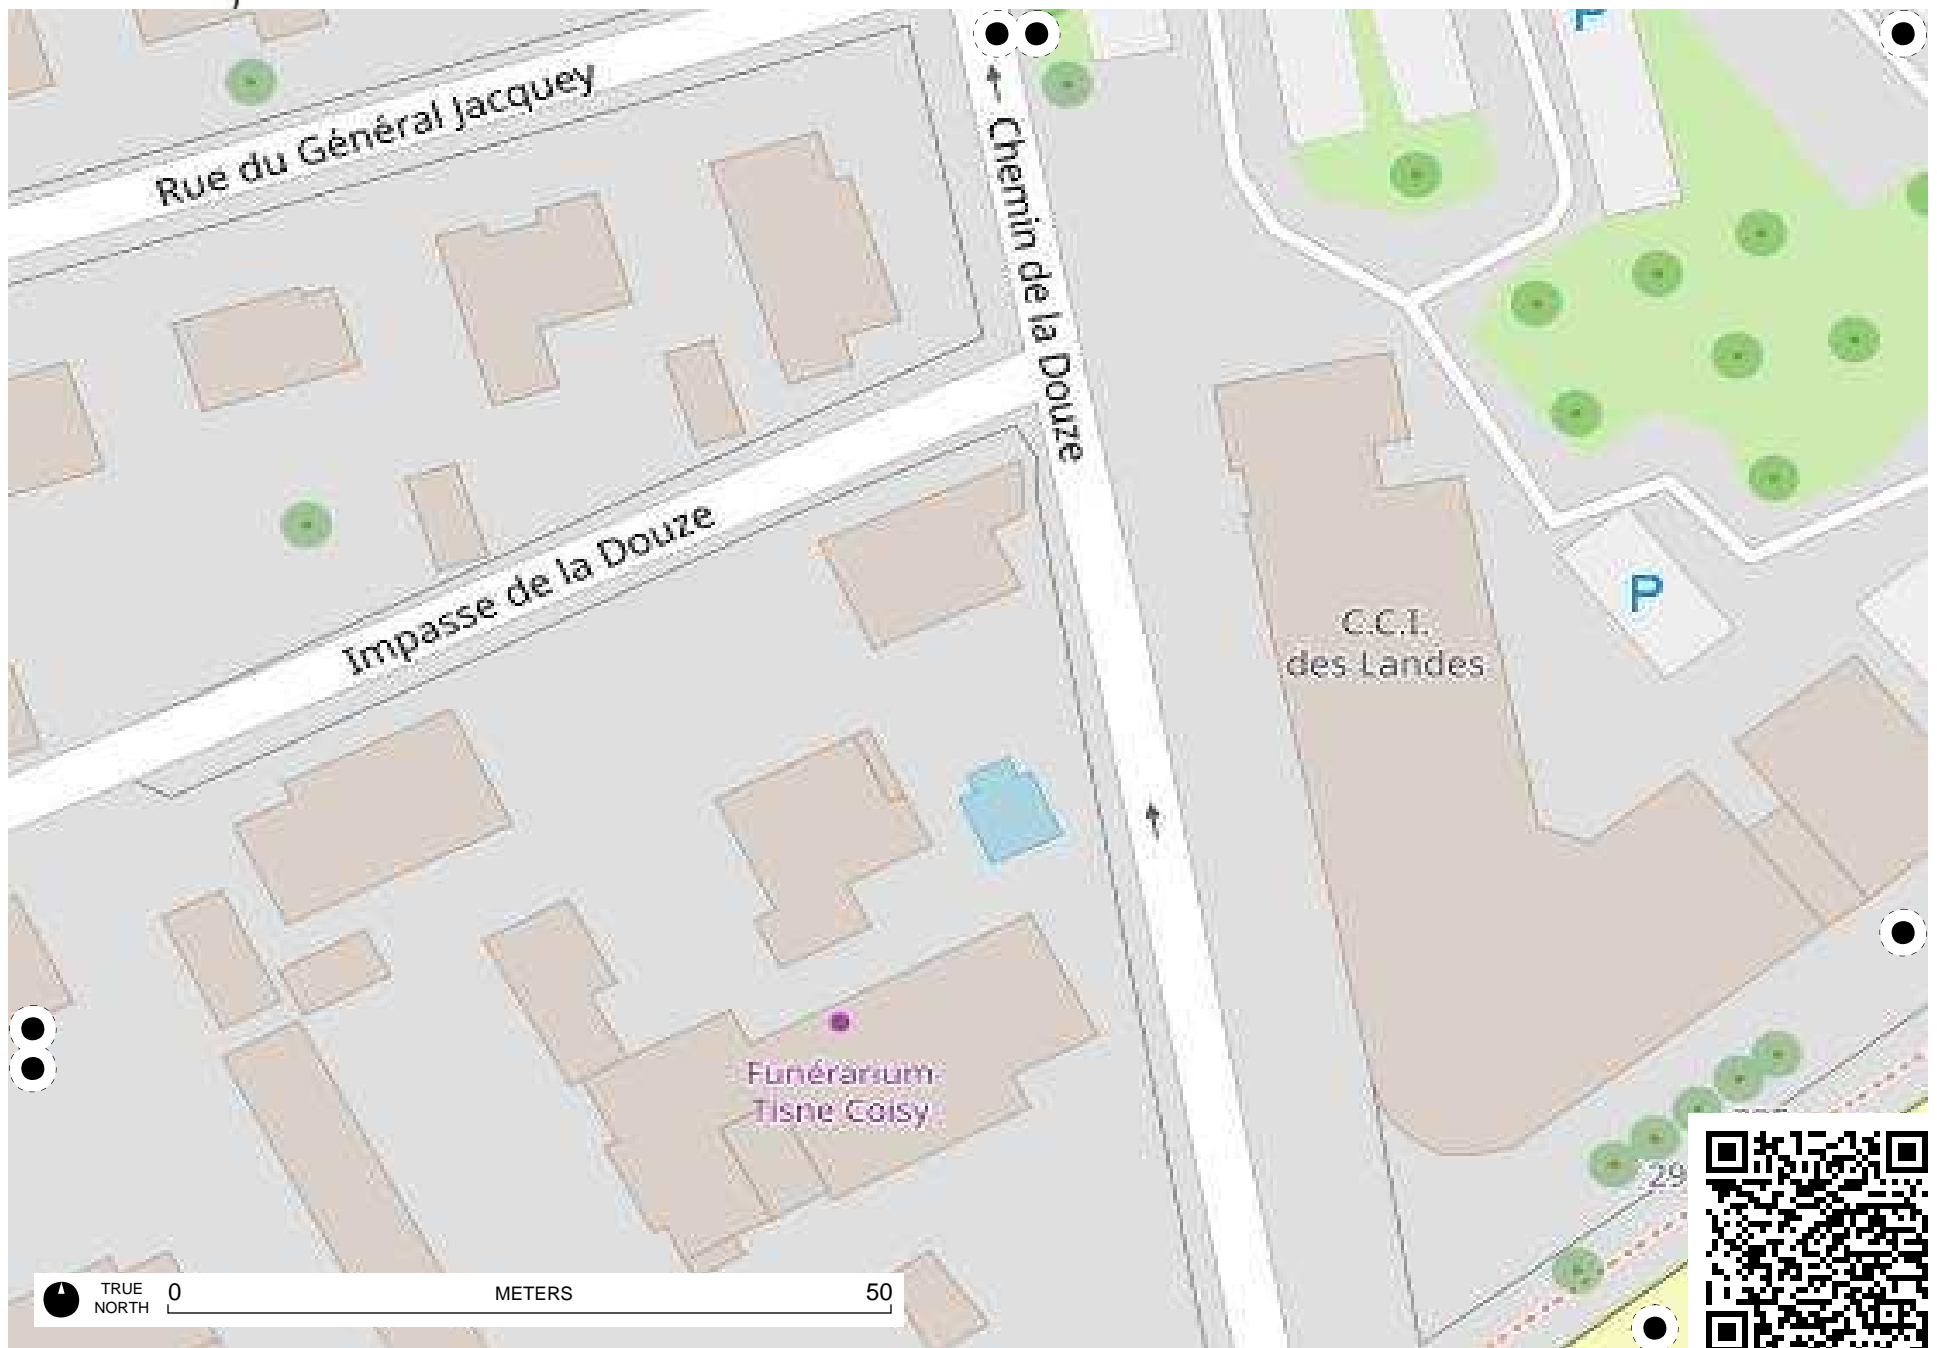 P
Rue du Général Jacquey
Chemin de la Douze
Impasse de la Douze
P
C.C.I.
des Landes
Funérarium
Tisne Coisy
TRUE
NORTH
0
METERS
50